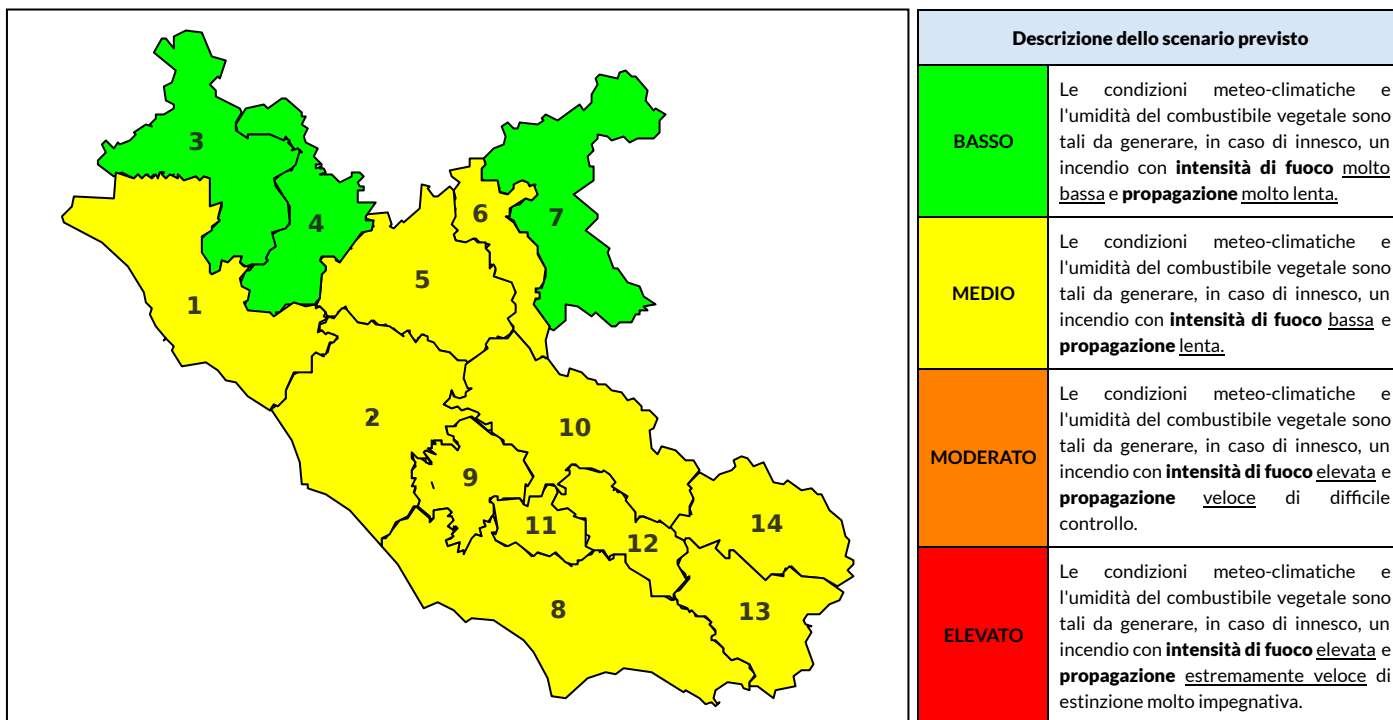 3
4
6
7
5
1
2
10
9
14
11
12
8
13
Descrizione dello scenario previsto
BASSO
Le condizioni meteo-climatiche e
l'umidità del combustibile vegetale sono
tali da generare, in caso di innesco, un
incendio con intensità di fuoco molto
bassa e propagazione molto lenta.
MEDIO
Le condizioni meteo-climatiche e
l'umidità del combustibile vegetale sono
tali da generare, in caso di innesco, un
incendio con intensità di fuoco bassa e
propagazione lenta.
MODERATO
Le condizioni meteo-climatiche e
l'umidità del combustibile vegetale sono
tali da generare, in caso di innesco, un
incendio con intensità di fuoco elevata e
propagazione veloce di difficile
controllo.
ELEVATO
Le condizioni meteo-climatiche e
l'umidità del combustibile vegetale sono
tali da generare, in caso di innesco, un
incendio con intensità di fuoco elevata e
propagazione estremamente veloce di
estinzione molto impegnativa.